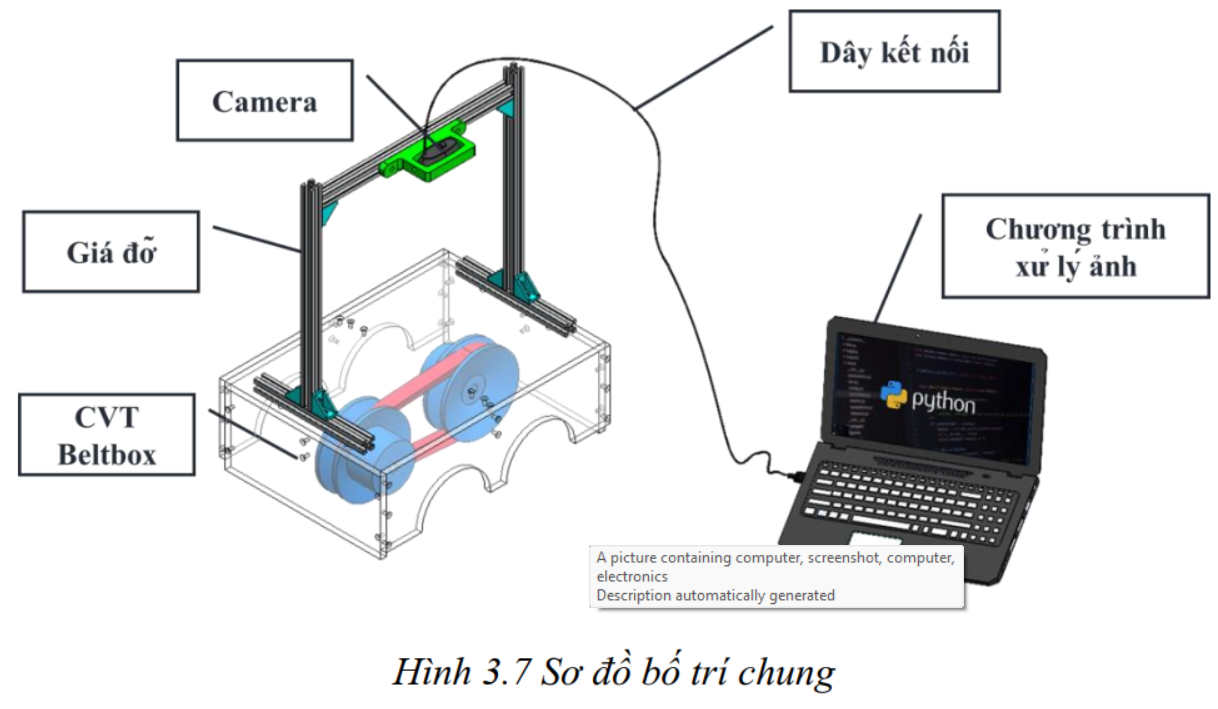 Dây kết nối
Camera
Giá đỡ
Chương trình
xử lý ảnh
CVT
Beltbox
python
A picture containing computer, screenshot, computer,
electronics
Description automatically generated
Hình 3.7 Sơ đồ bố trí chung